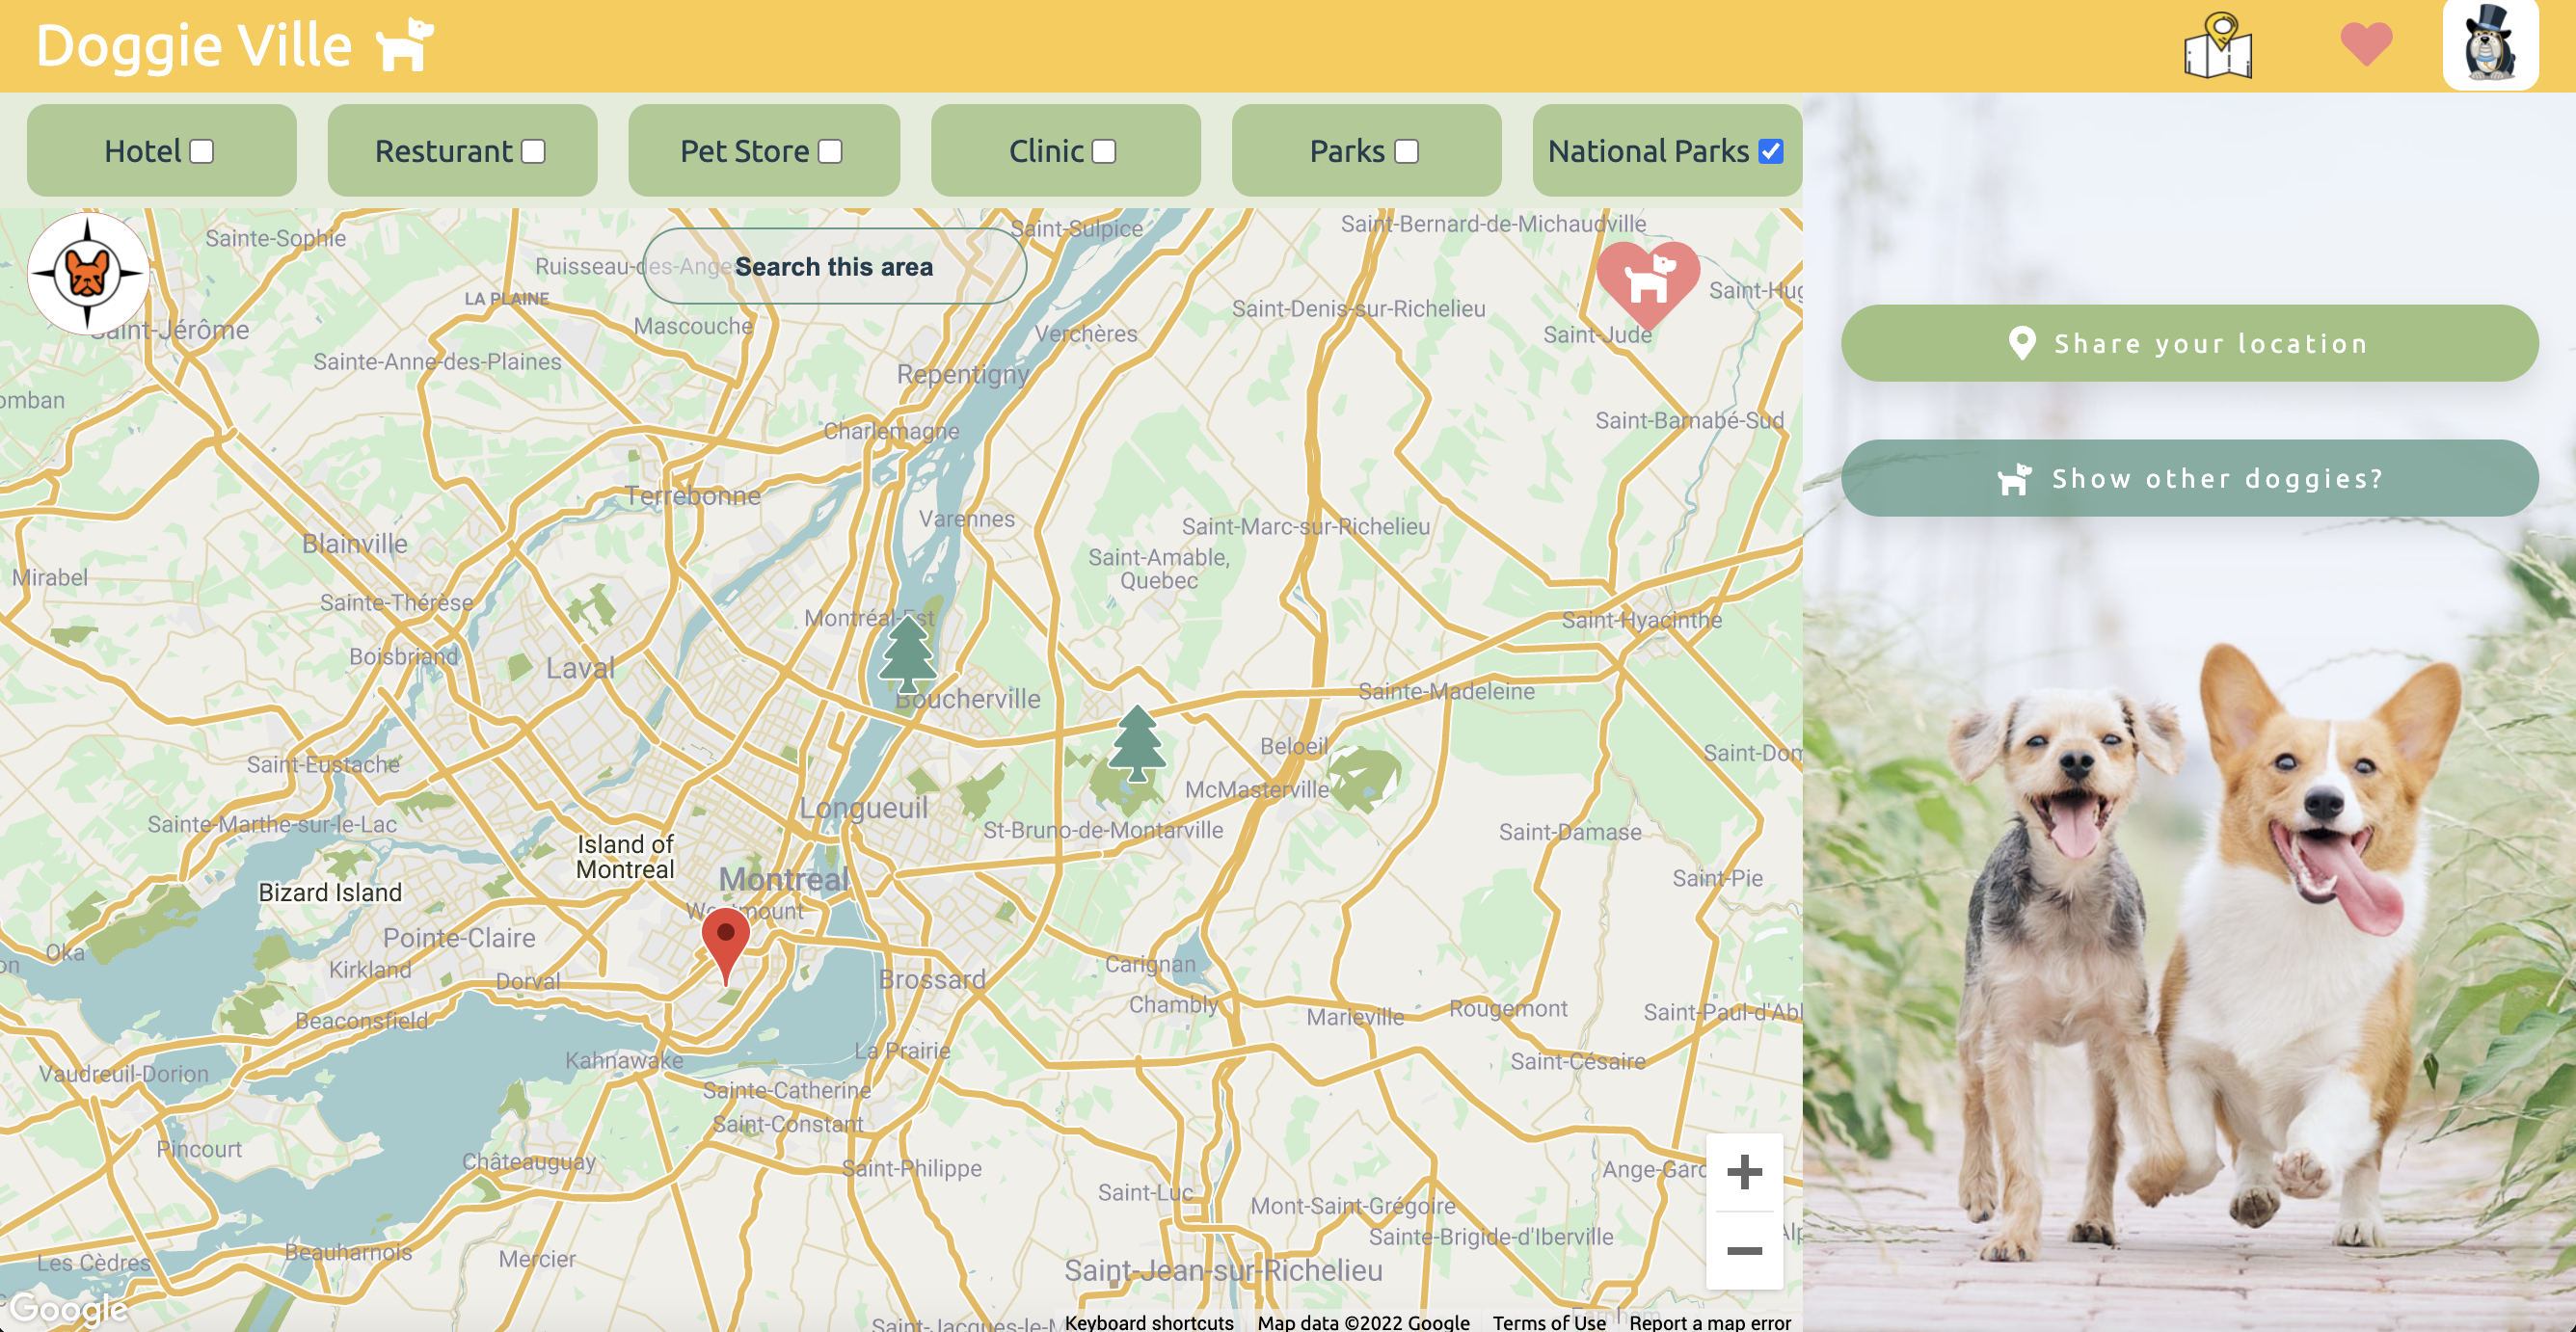 Doggie Ville
Hotel
Resturant
Pet Store
Clinic
Parks
National Parks
Sainte-Sophie
Saint-Sulpice
Saint-Bernard-de-Michaudville
Ruisseau-des-Ange
Search this area
LA PLAINE
Saint-Hug
Saint-Denis-sur-Richelieu
Saint-Jérôme
Mascouche
Verchères
Saint-Jude
Share your location
Sainte-Anne-des-Plaines
Repentigny
omban
Saint-Barnabé-Sud
Charlemagne
Show other doggies?
Terrebonne
Varennes
Saint-Marc-sur-Richelieu
Blainville
Saint-Amable,
Quebec
Mirabel
Sainte-Thérèse
Montréal-Est
Saint-Hyacinthe
Boisbriand
Laval
Boucherville
Sainte-Madeleine
Beloeil
Saint-Dom
Saint-Eustache
McMasterville
Longueuil
Sainte-Marthe-sur-le-Lac
St-Bruno-de-Montarville
Saint-Damase
Island of
Montreal
Montreal
Saint-Pie
Bizard Island
Westmount
Pointe-Claire
Oka
on
Kirkland
Dorval
Brossard
Carignan
Chambly
Marieville
Rougemont
Saint-Paul-d'Ab
Beaconsfield
La Prairie
Kahnawake
Saint-Césaire
Vaudreuil-Dorion
Sainte-Catherine
Saint-Constant
Pincourt
Châteauguay
Saint-Philippe
Ange-Gard
Saint-Luc
Mont-Saint-Grégoire
Sainte-Brigide-d'Iberville
Alp
Les Cèdres
Beauharnois
Mercier
Saint-Jean-sur-Richelieu
Google
Saint-Jacques-le-M
Farnham
Keyboard shortcuts
Map data ©2022 Google
Terms of Use
Report a map error